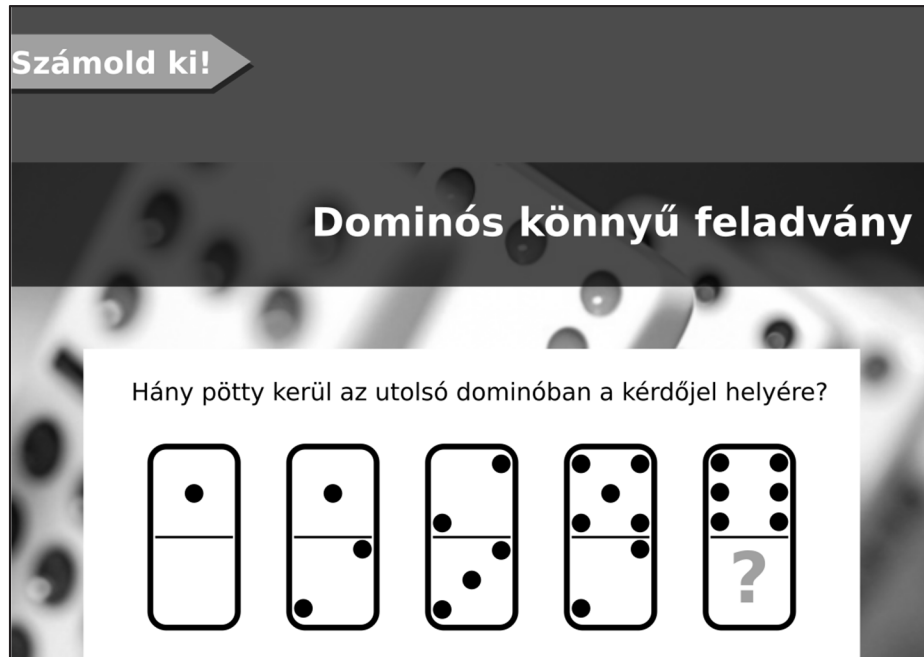 Számold ki!
Dominós könnyű feladvány
Hány pötty kerül az utolsó dominóban a kérdőjel helyére?
?